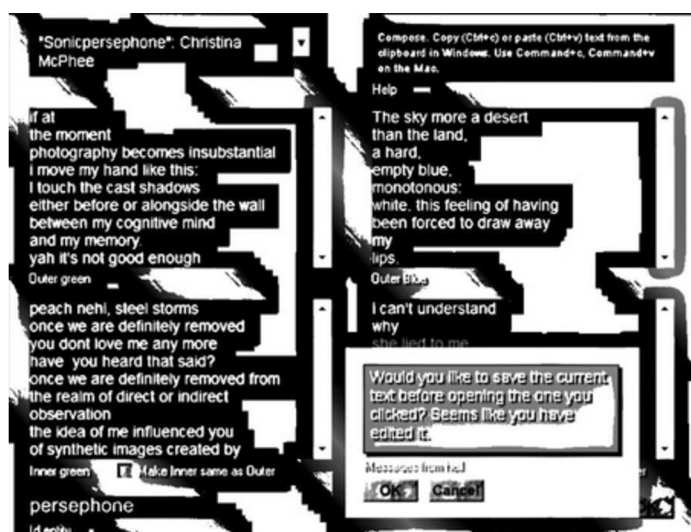 *Sonicpersephone*: Christina
McPhee
Compose. Copy (Ctrl+c) or paste (Ctrl+v) text from the
clipboard in Windows. Use Command+c, Command+v
on the Mac.
Help
if at
the moment
photography becomes insubstantial
i move my hand like this:
I touch the cast shadows
either before or alongside the wall
between my cognitive mind
and my memory.
yah it's not good enough
Outer green
The sky more a desert
than the land,
a hard,
empty blue,
monotonous:
white. this feeling of having
been forced to draw away
my
lips.
Outer Blue
peach nehi, steel storms
once we are definitely removed
you dont love me any more
have you heard that said?
once we are definitely removed from
the realm of direct or indirect
observation
the idea of me influenced you
of synthetic images created by
Inner green
Make Inner same as Outer
I can't understand
why
she lied to me
Would you like to save the current
text before opening the one you
clicked? Seems like you have
edited it.
Messages from
OK
Cancel
er
persephone
Identity